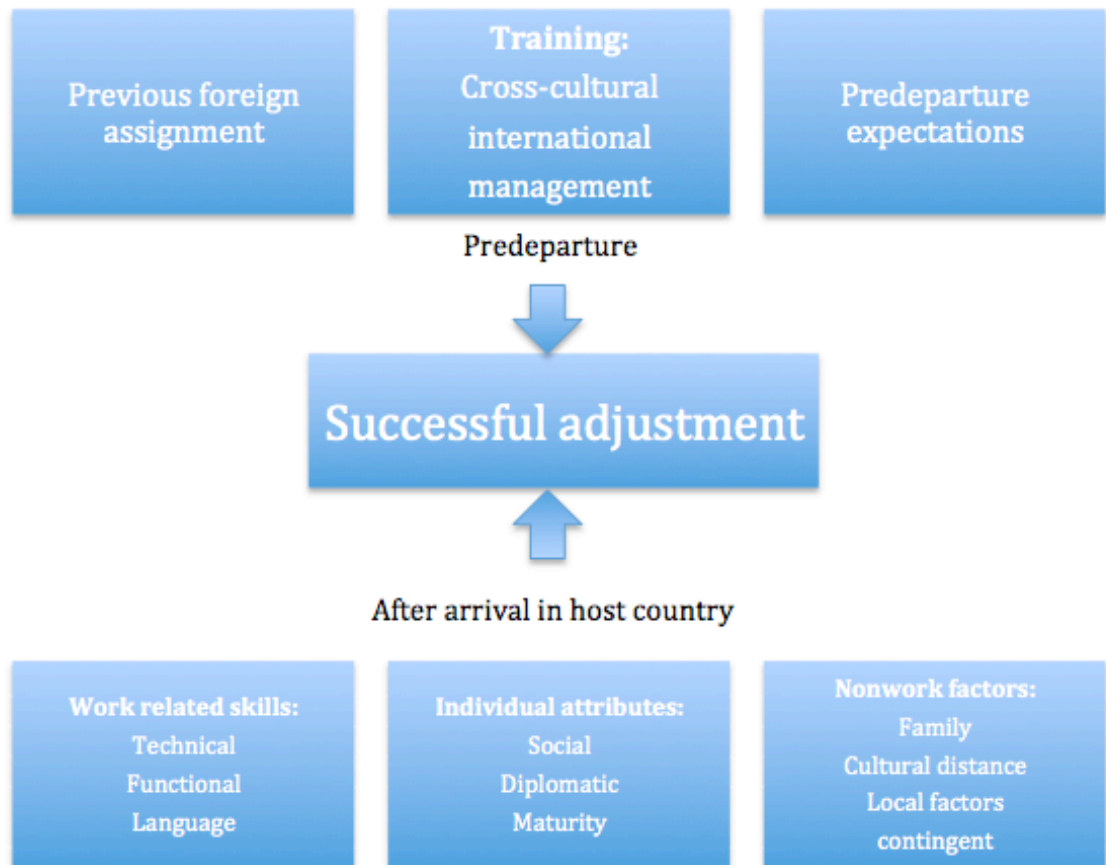 Previous foreign
assignment
Training:
Cross-cultural
international
management
Predeparture
expectations
Predeparture
Successful adjustment
After arrival in host country
Work related skills:
Technical
Functional
Language
Individual attributes:
Social
Diplomatic
Maturity
Nonwork factors:
Family
Cultural distance
Local factors
contingent